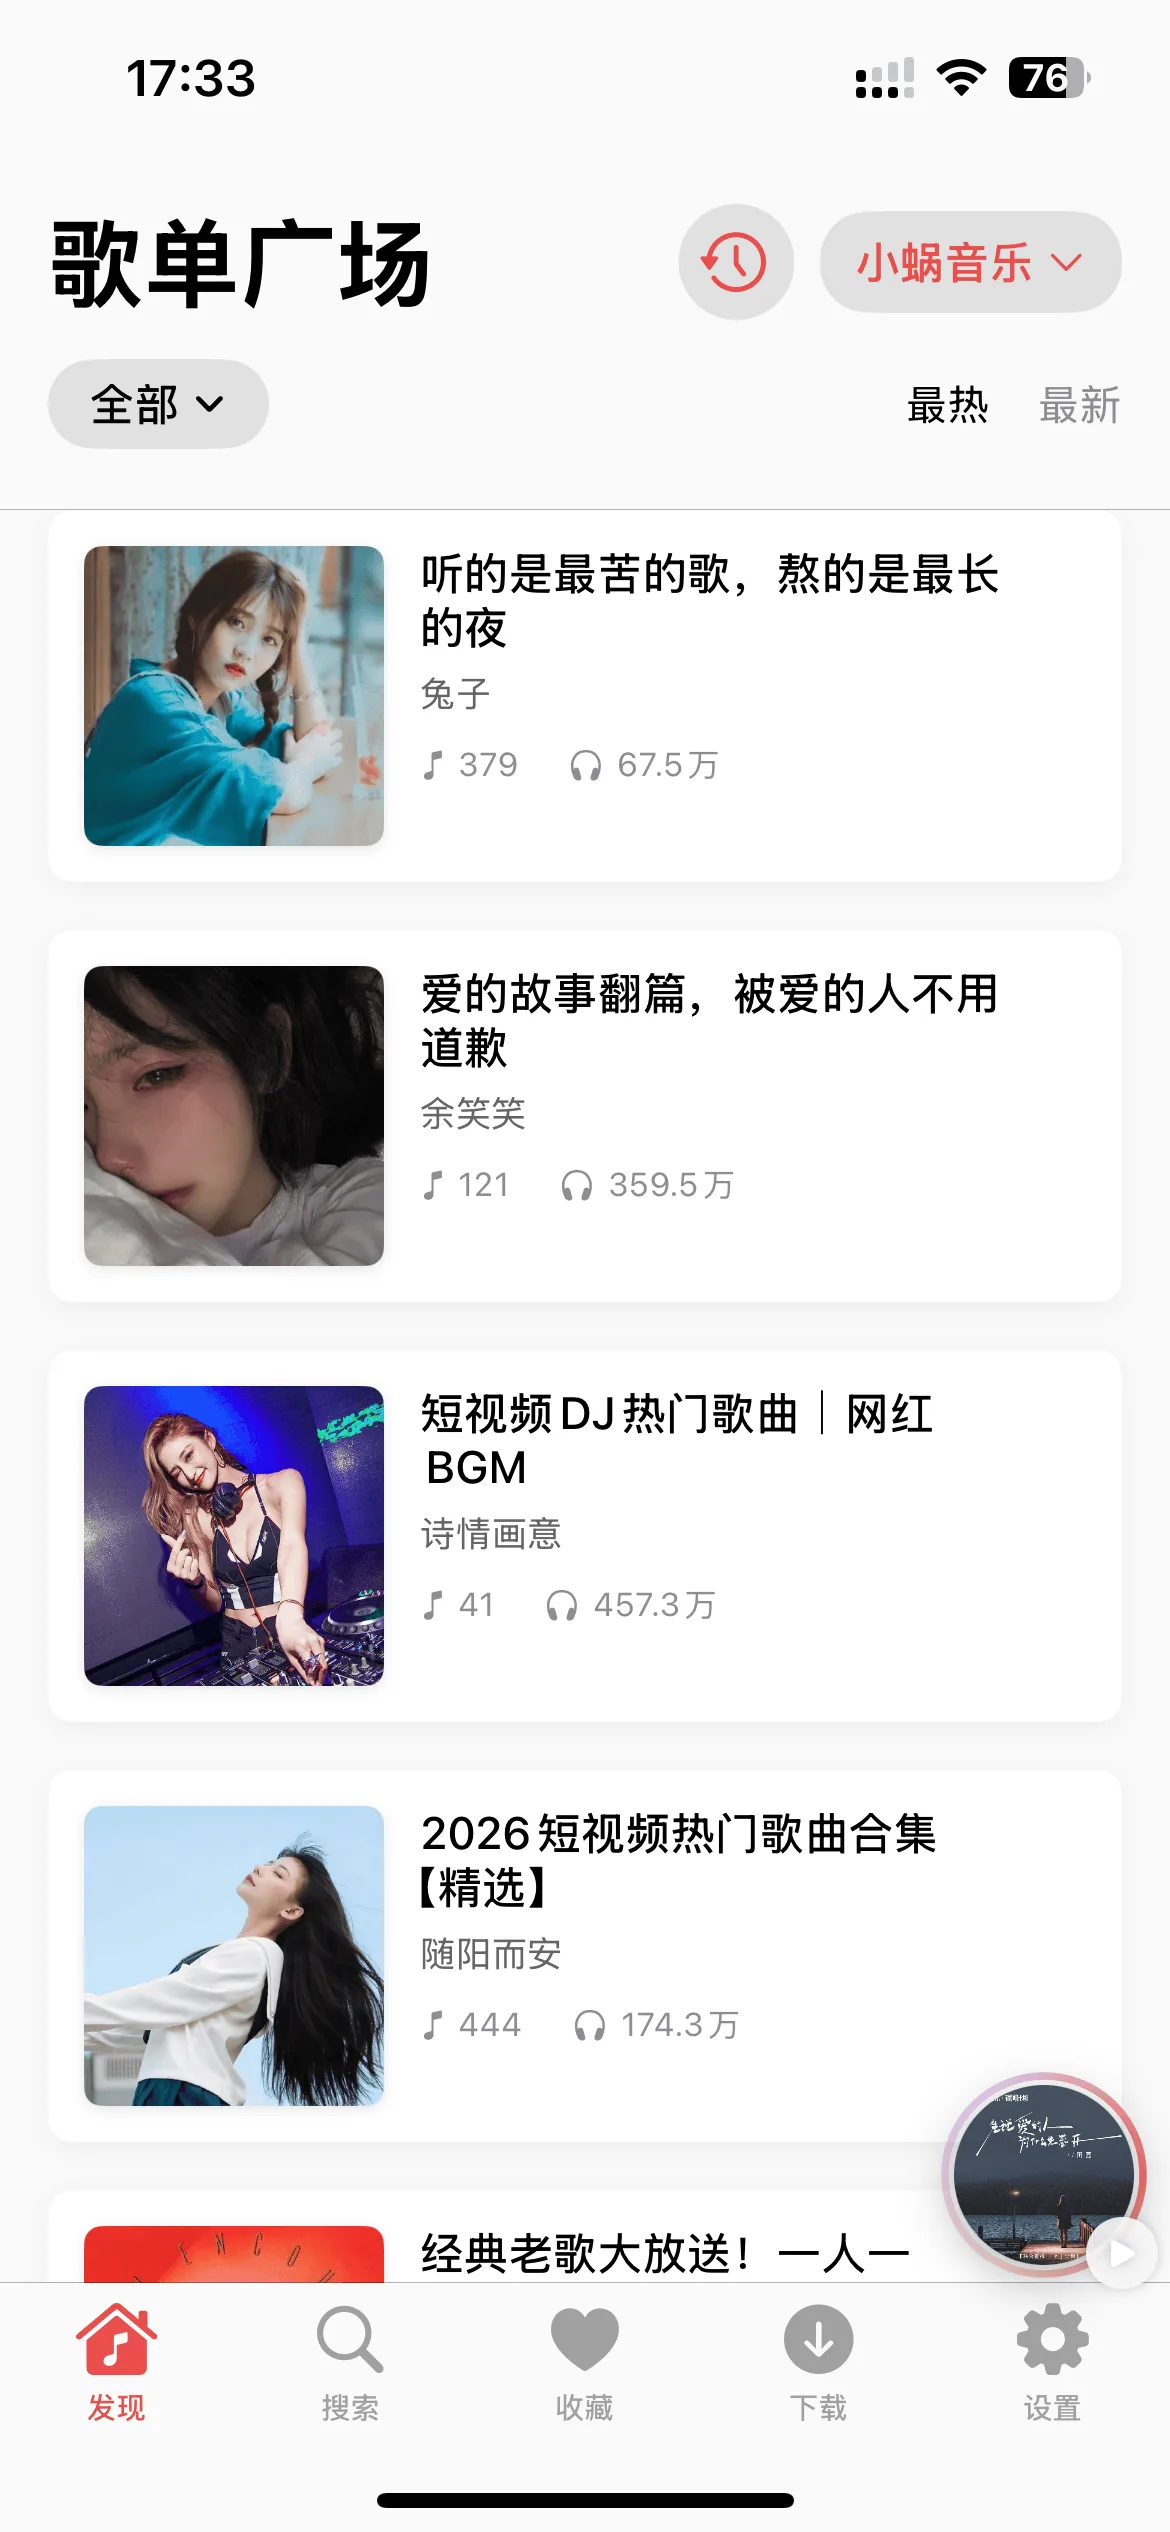 17:33
76
歌单广场
小蜗音乐
全部
最热
最新
听的是最苦的歌，熬的是最长
的夜
兔子
379
67.5万
爱的故事翻篇，被爱的人不用
道歉
余笑笑
121
359.5万
短视频DJ热门歌曲｜网红
BGM
诗情画意
41
457.3万
2026短视频热门歌曲合集
【精选】
随阳而安
444
174.3万
经典老歌大放送！一人一
发现
搜索
收藏
下载
设置